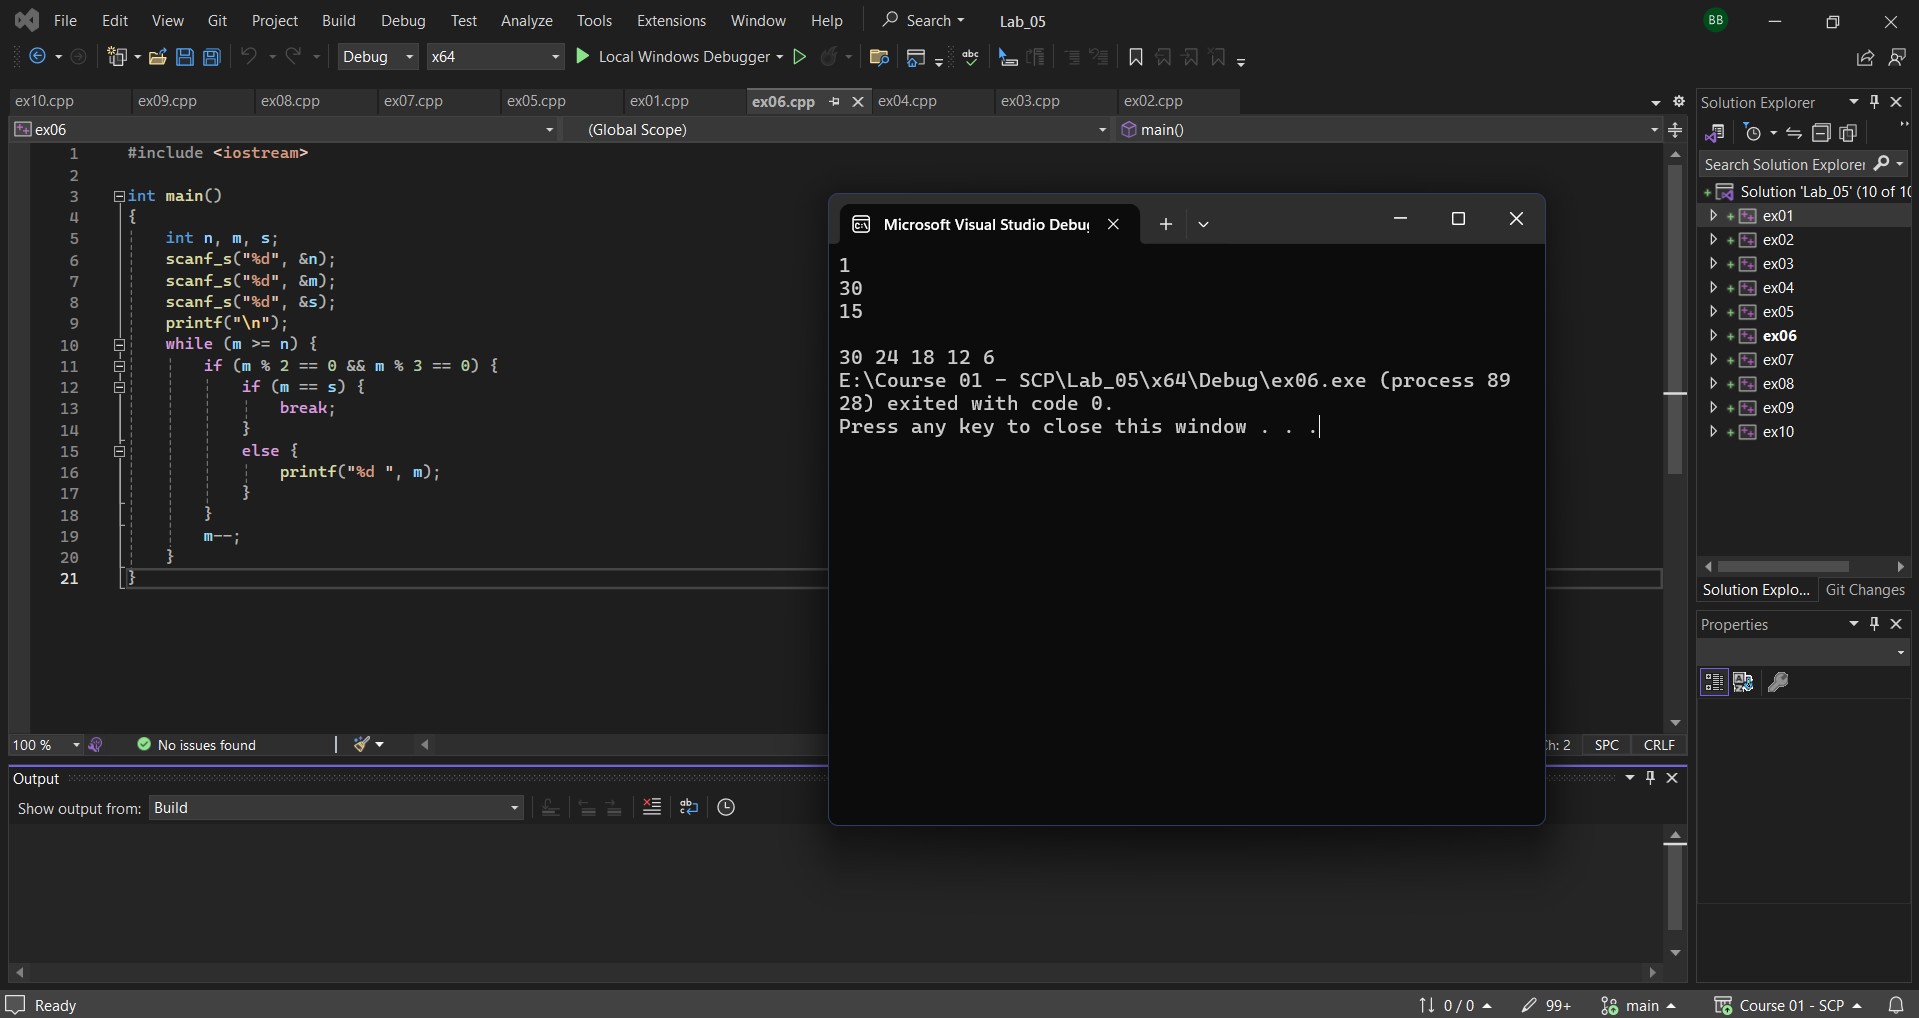 File Edit View Git Project Build Debug Test Analyze Tools Extensions Window Help Search Lab_05 BB
Debug x64 Local Windows Debugger
ex10.cpp ex09.cpp ex08.cpp ex07.cpp ex05.cpp ex01.cpp ex06.cpp ex04.cpp ex03.cpp ex02.cpp
ex06 (Global Scope) main()
1 #include <iostream>
2
3 int main()
4 {
5 int n, m, s;
6 scanf_s("%d", &n);
7 scanf_s("%d", &m);
8 scanf_s("%d", &s);
9 printf("\n");
10 while (m >= n) {
11 if (m % 2 == 0 && m % 3 == 0) {
12 if (m == s) {
13 break;
14 }
15 else {
16 printf("%d ", m);
17 }
18 }
19 m--;
20 }
21 }
Microsoft Visual Studio Debug
1
30
15
30 24 18 12 6
E:\Course 01 - SCP\Lab_05\x64\Debug\ex06.exe (process 89
28) exited with code 0.
Press any key to close this window . . .
100 % No issues found Ch: 2 SPC CRLF
Output
Show output from: Build
Solution Explorer
Search Solution Explorer
Solution 'Lab_05' (10 of 10
ex01
ex02
ex03
ex04
ex05
ex06
ex07
ex08
ex09
ex10
Solution Explo... Git Changes
Properties
Ready 0 / 0 99+ main Course 01 - SCP